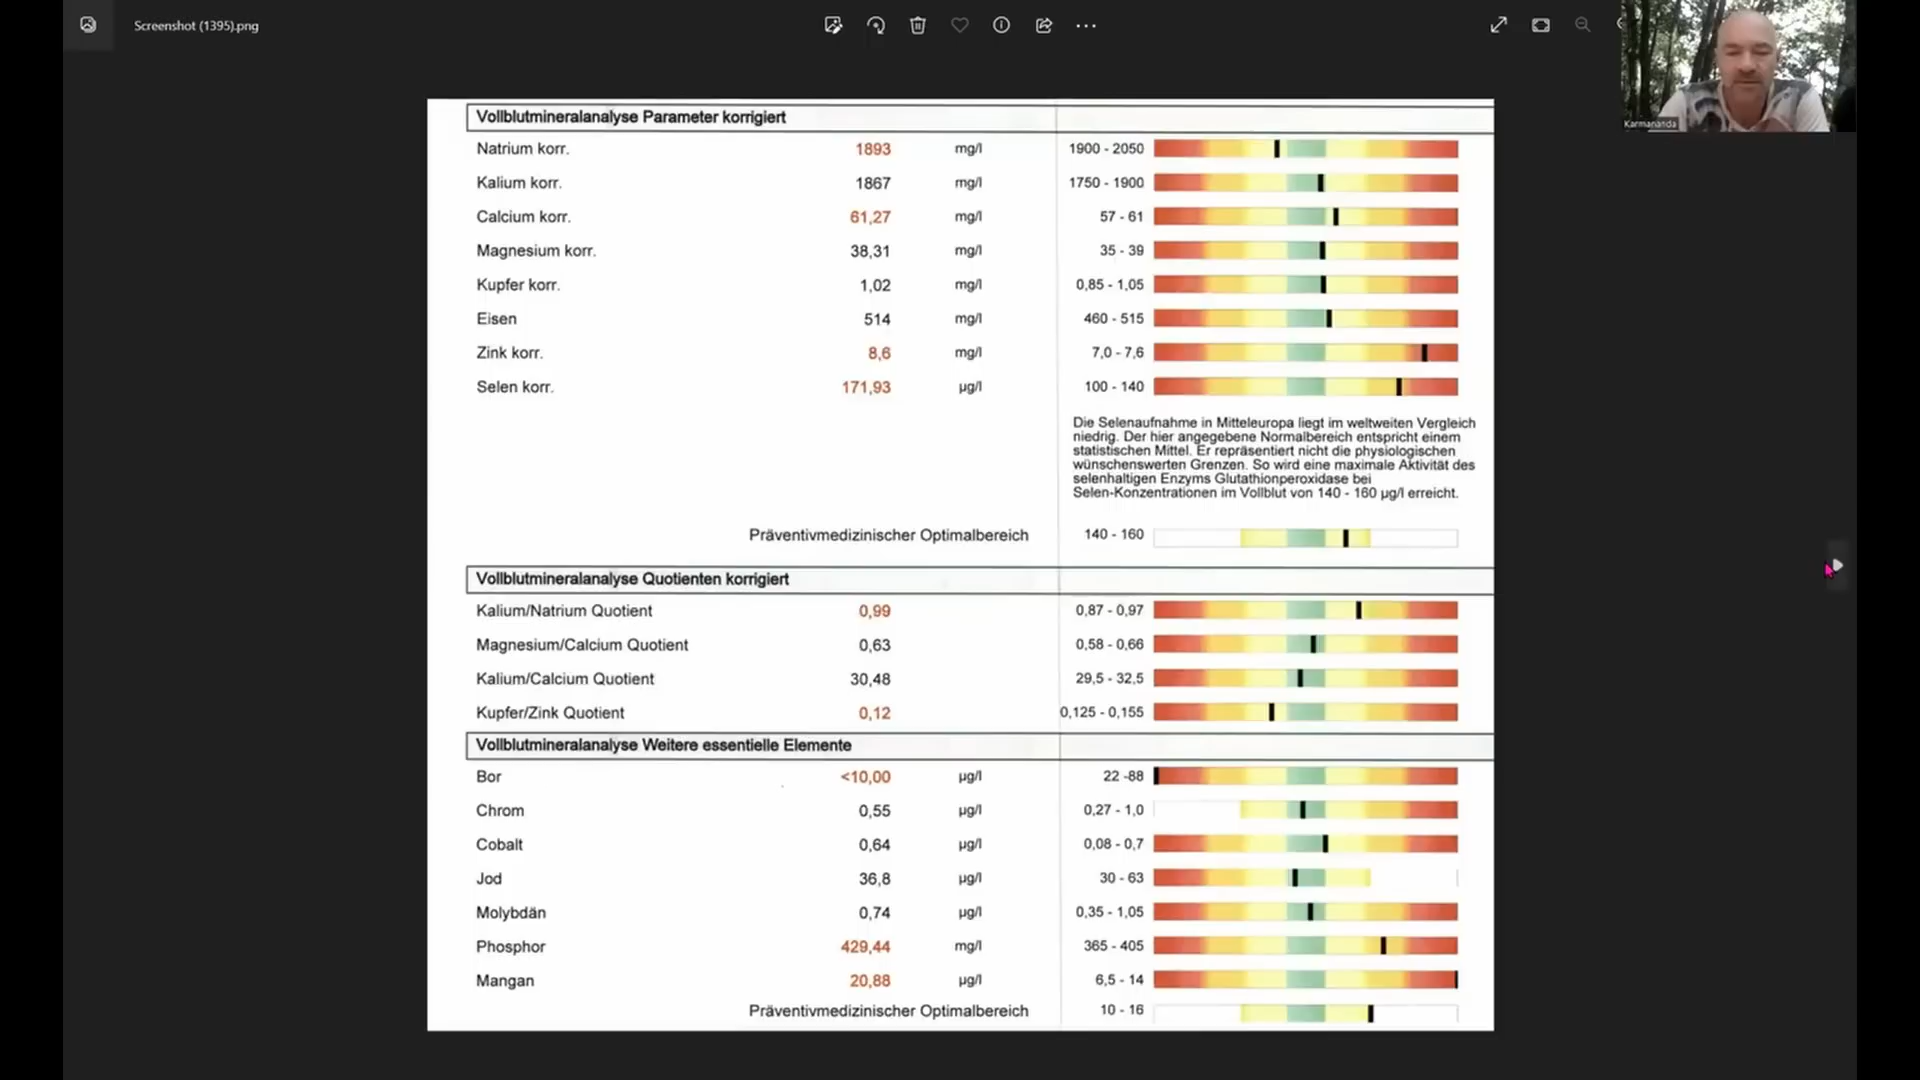 Screenshot (1395).png
Karmananda
Vollblutmineralanalyse Parameter korrigiert
Natrium korr. 1893 mg/l 1900 - 2050
Kalium korr. 1867 mg/l 1750 - 1900
Calcium korr. 61,27 mg/l 57 - 61
Magnesium korr. 38,31 mg/l 35 - 39
Kupfer korr. 1,02 mg/l 0,85 - 1,05
Eisen 514 mg/l 460 - 515
Zink korr. 8,6 mg/l 7,0 - 7,6
Selen korr. 171,93 µg/l 100 - 140
Die Selenaufnahme in Mitteleuropa liegt im weltweiten Vergleich
niedrig. Der hier angegebene Normalbereich entspricht einem
statistischen Mittel. Er repräsentiert nicht die physiologischen
wünschenswerten Grenzen. So wird eine maximale Aktivität des
selenhaltigen Enzyms Glutathionperoxidase bei
Selen-Konzentrationen im Vollblut von 140 - 160 µg/l erreicht.
Präventivmedizinischer Optimalbereich 140 - 160
Vollblutmineralanalyse Quotienten korrigiert
Kalium/Natrium Quotient 0,99 0,87 - 0,97
Magnesium/Calcium Quotient 0,63 0,58 - 0,66
Kalium/Calcium Quotient 30,48 29,5 - 32,5
Kupfer/Zink Quotient 0,12 0,125 - 0,155
Vollblutmineralanalyse Weitere essentielle Elemente
Bor <10,00 µg/l 22 -88
Chrom 0,55 µg/l 0,27 - 1,0
Cobalt 0,64 µg/l 0,08 - 0,7
Jod 36,8 µg/l 30 - 63
Molybdän 0,74 µg/l 0,35 - 1,05
Phosphor 429,44 mg/l 365 - 405
Mangan 20,88 µg/l 6,5 - 14
Präventivmedizinischer Optimalbereich 10 - 16